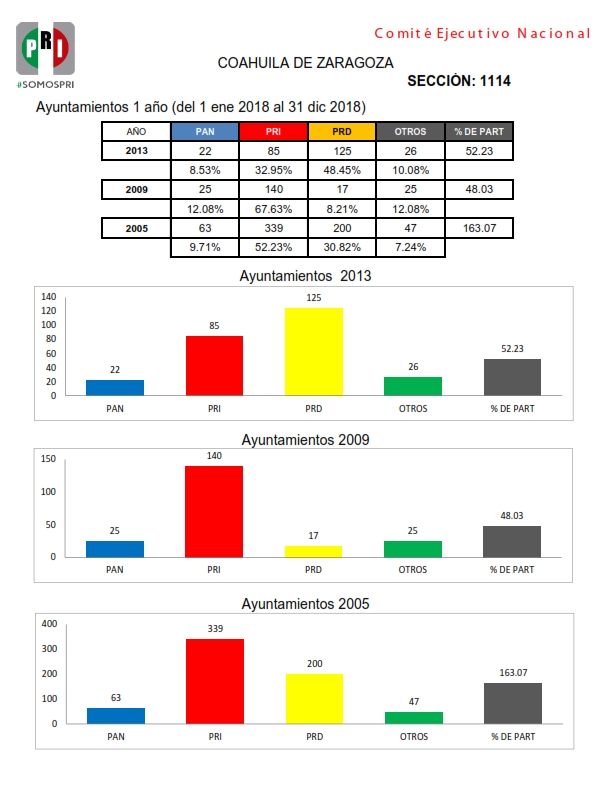 Comité Ejecutivo Nacional
PRI
#SOMOSPRI
COAHUILA DE ZARAGOZA
SECCIÓN: 1114
Ayuntamientos 1 año (del 1 ene 2018 al 31 dic 2018)
AÑO PAN PRI PRD OTROS % DE PART
2013 22 85 125 26 52.23
8.53% 32.95% 48.45% 10.08%
2009 25 140 17 25 48.03
12.08% 67.63% 8.21% 12.08%
2005 63 339 200 47 163.07
9.71% 52.23% 30.82% 7.24%
Ayuntamientos 2013
140
120
100
80
60
40
20
0
22 85 125 26 52.23
PAN PRI PRD OTROS % DE PART
Ayuntamientos 2009
150
100
50
0
25 140 17 25 48.03
PAN PRI PRD OTROS % DE PART
Ayuntamientos 2005
400
300
200
100
0
63 339 200 47 163.07
PAN PRI PRD OTROS % DE PART